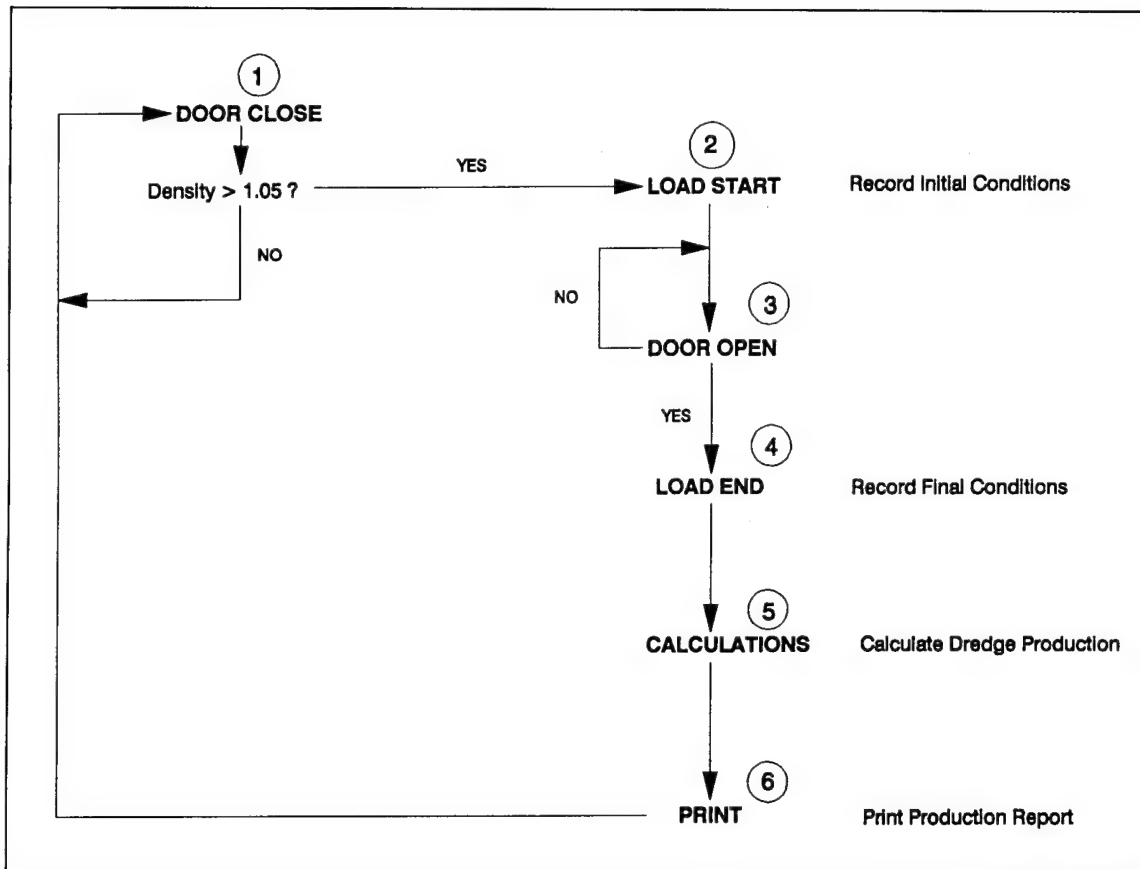 1
DOOR CLOSE
Density > 1.05 ?
YES
NO
2
LOAD START
Record Initial Conditions
NO
3
DOOR OPEN
YES
4
LOAD END
Record Final Conditions
5
CALCULATIONS
Calculate Dredge Production
6
PRINT
Print Production Report